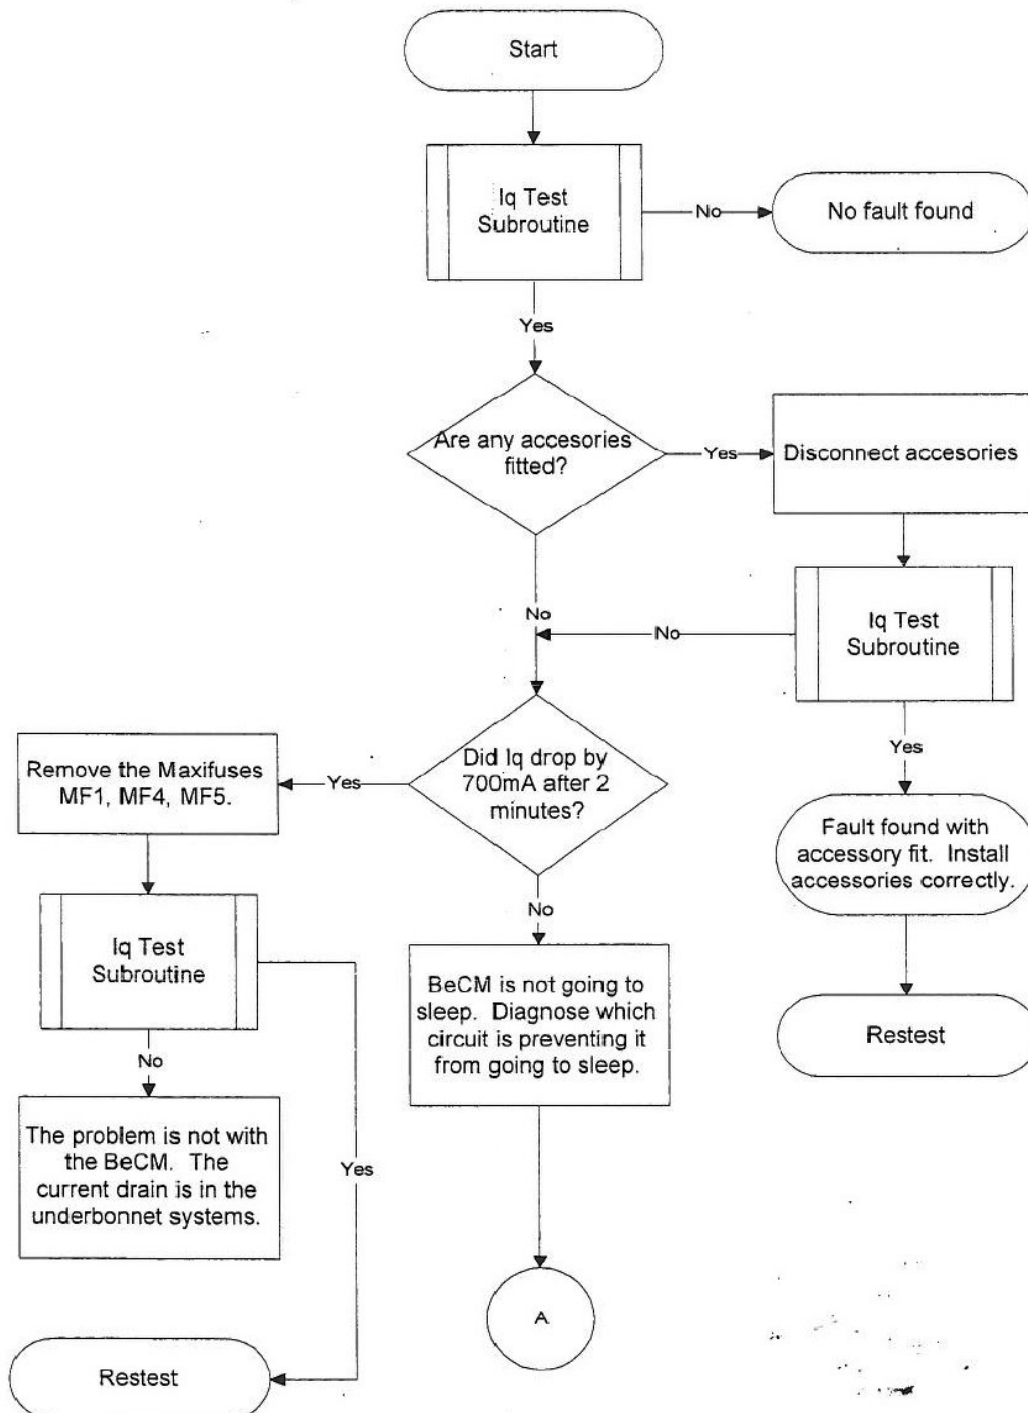 Start
Iq Test
Subroutine
No
No fault found
Yes
Are any accesories
fitted?
Yes
Disconnect accesories
No
No
Iq Test
Subroutine
Did Iq drop by
700mA after 2
minutes?
Yes
Remove the Maxifuses
MF1, MF4, MF5.
Yes
Fault found with
accessory fit. Install
accessories correctly.
No
Iq Test
Subroutine
BeCM is not going to
sleep. Diagnose which
circuit is preventing it
from going to sleep.
Restest
No
The problem is not with
the BeCM. The
current drain is in the
underbonnet systems.
Yes
A
Restest